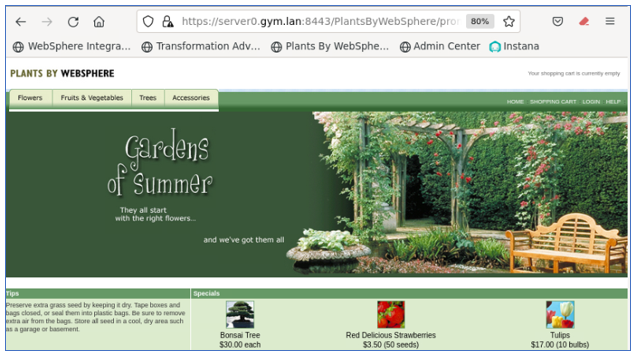 https://server0.gym.lan:8443/PlantsByWebSphere/pro
80%
WebSphere Integra... Transformation Adv... Plants By WebSphe... Admin Center Instana
PLANTS BY WEBSPHERE
Your shopping cart is currently empty
Flowers Fruits & Vegetables Trees Accessories
HOME SHOPPING CART LOGIN HELP
Gardens
of Summer
They all start
with the right flowers...
and we've got them all
Tips Specials
Preserve extra grass seed by keeping it dry. Tape boxes and
bags closed, or seal them into plastic bags. Be sure to remove
extra air from the bags. Store all seed in a cool, dry area such
as a garage or basement.
Bonsai Tree Red Delicious Strawberries Tulips
$30.00 each $3.50 (50 seeds) $17.00 (10 bulbs)